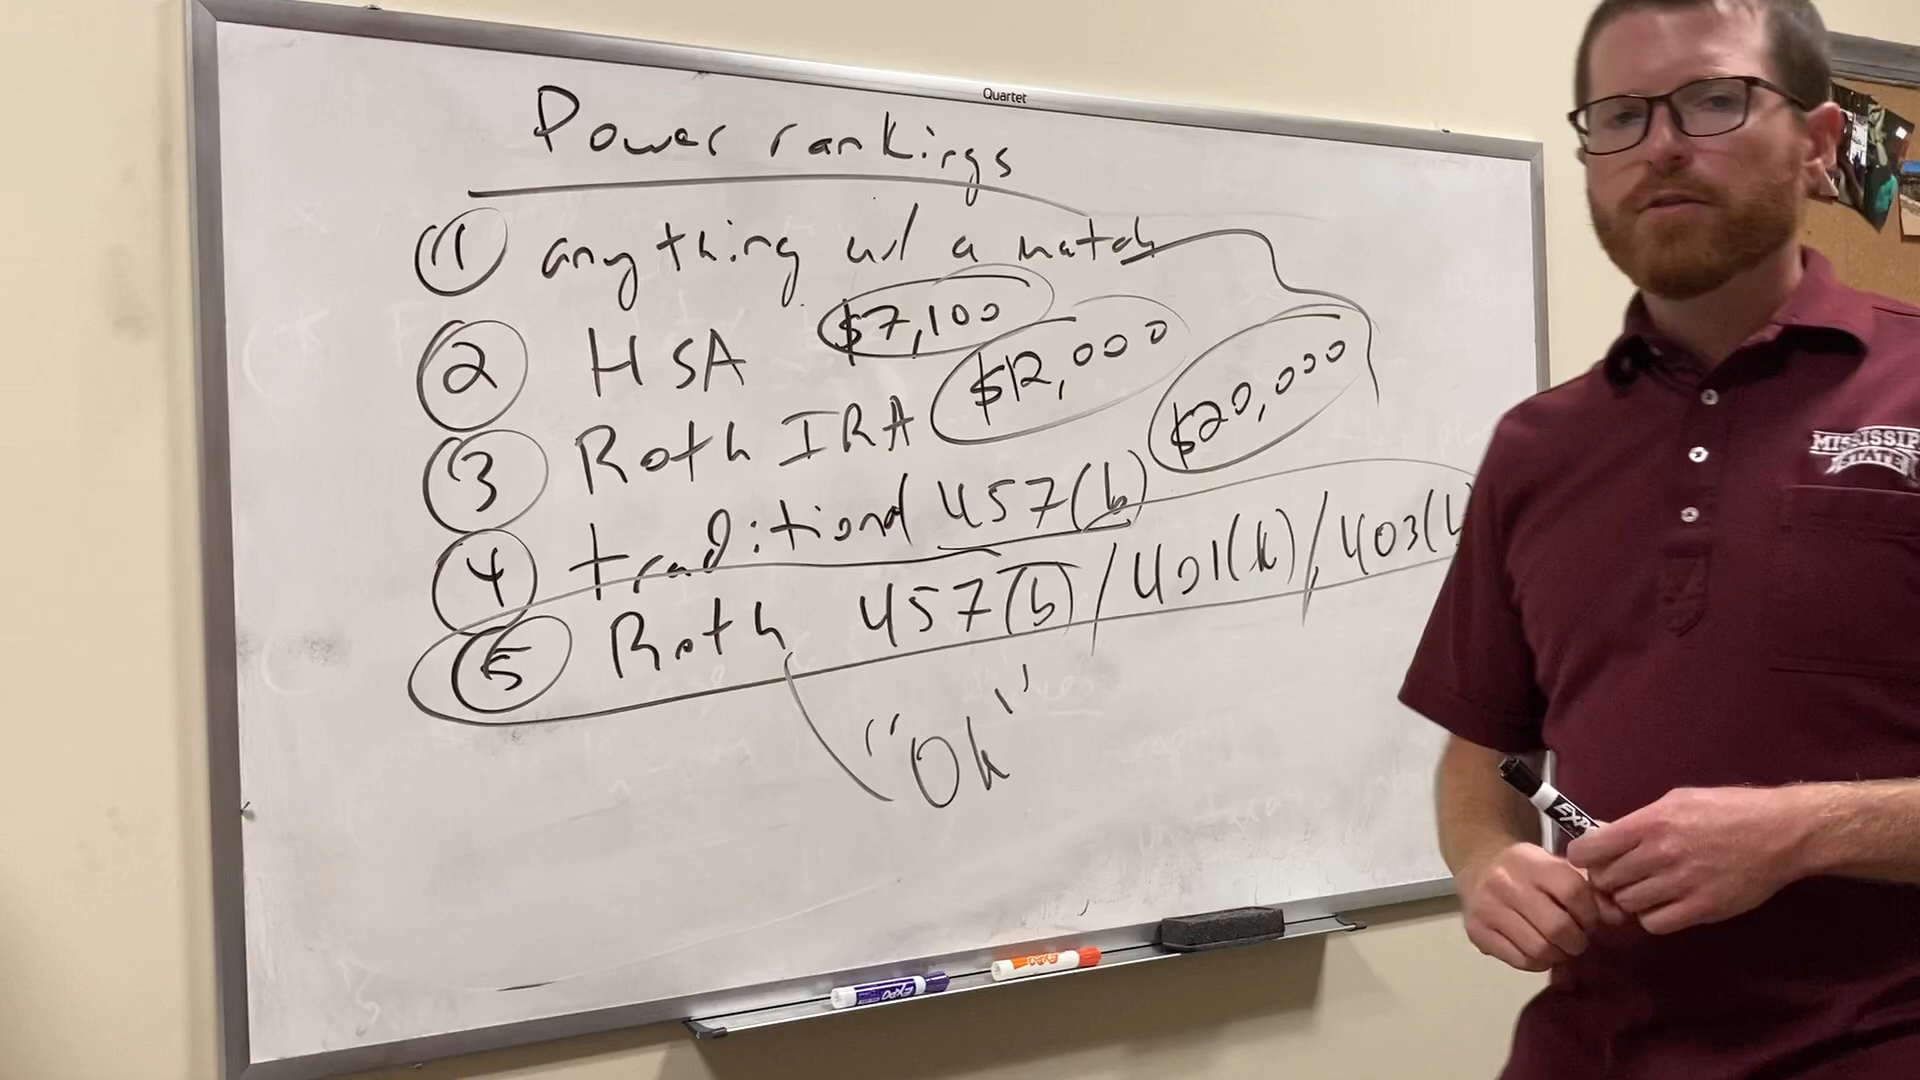 Quartet
Power rankings
1 anything w/ a match
2 HSA $7,100
3 Roth IRA $12,000
4 traditional 457(b) $20,000
5 Roth 457(b)/401(k)/403(b
"Ok"
MISSISSIP
STATE
EXPO
EXPO
EXPO